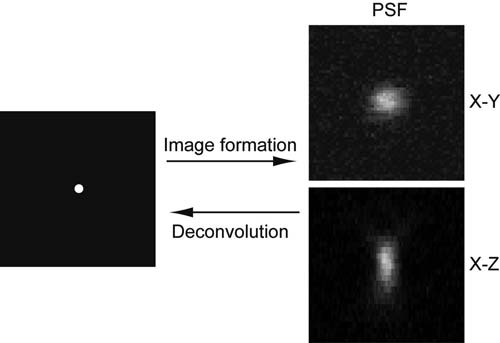 PSF
X-Y
Image formation
Deconvolution
X-Z